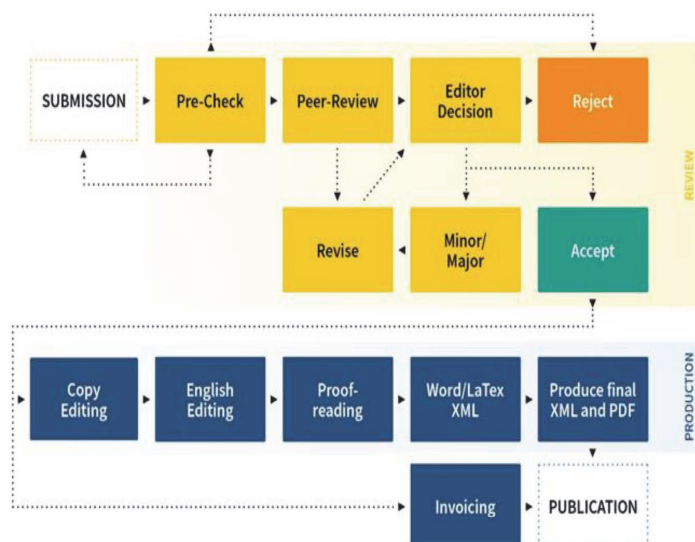 SUBMISSION
Pre-Check
Peer-Review
Editor
Decision
Reject
REVIEW
Revise
Minor/
Major
Accept
PRODUCTION
Copy
Editing
English
Editing
Proof-
reading
Word/LaTex
XML
Produce final
XML and PDF
Invoicing
PUBLICATION